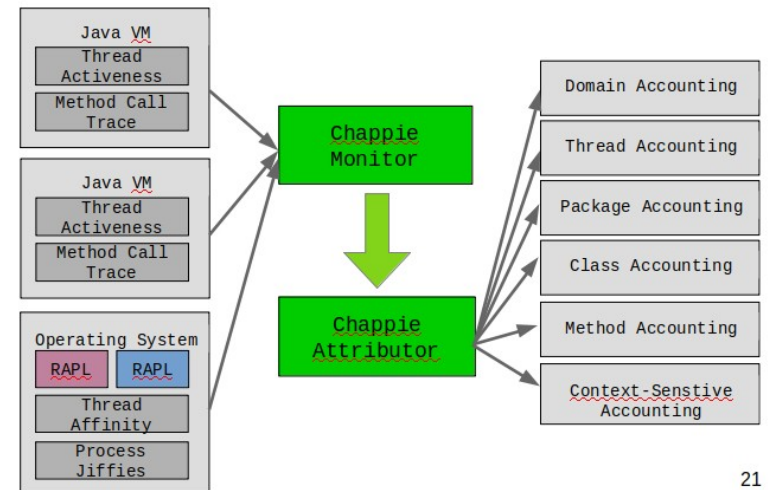 Java VM
Thread
Activeness
Method Call
Trace
Java VM
Thread
Activeness
Method Call
Trace
Operating System
RAPL RAPL
Thread
Affinity
Process
Jiffies
Chappie
Monitor
Chappie
Attributor
Domain Accounting
Thread Accounting
Package Accounting
Class Accounting
Method Accounting
Context-Senstive
Accounting
21